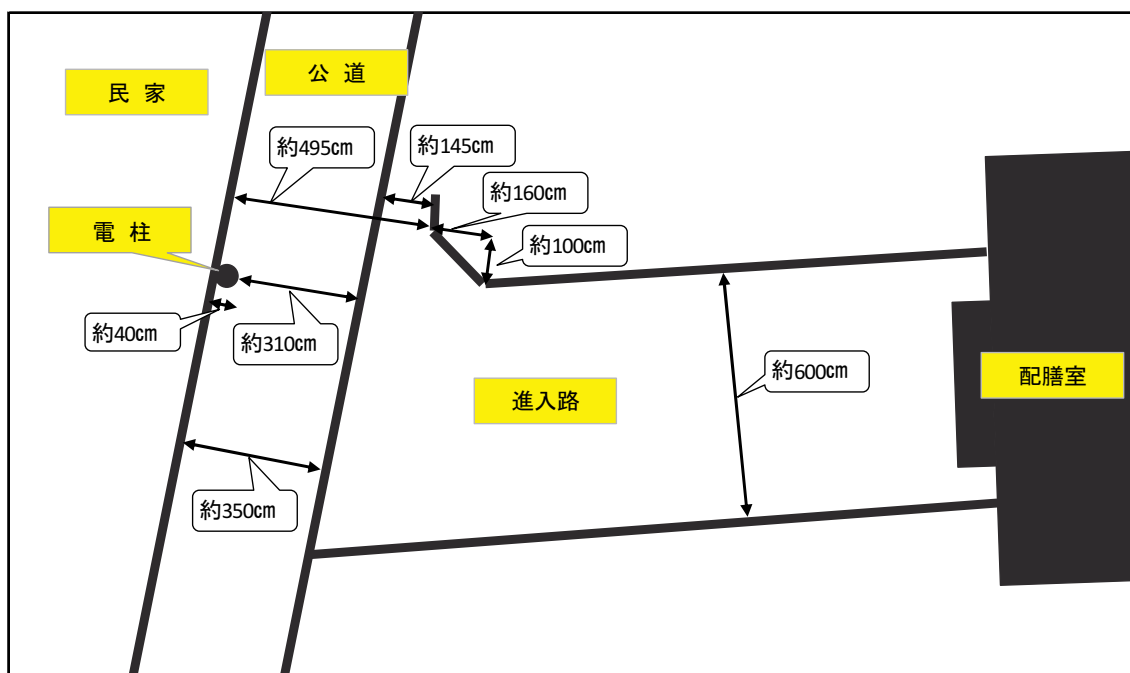 公 道
民 家
約495㎝
約145㎝
約160㎝
電 柱
約100㎝
約40㎝
約310㎝
約600㎝
配膳室
進入路
約350㎝